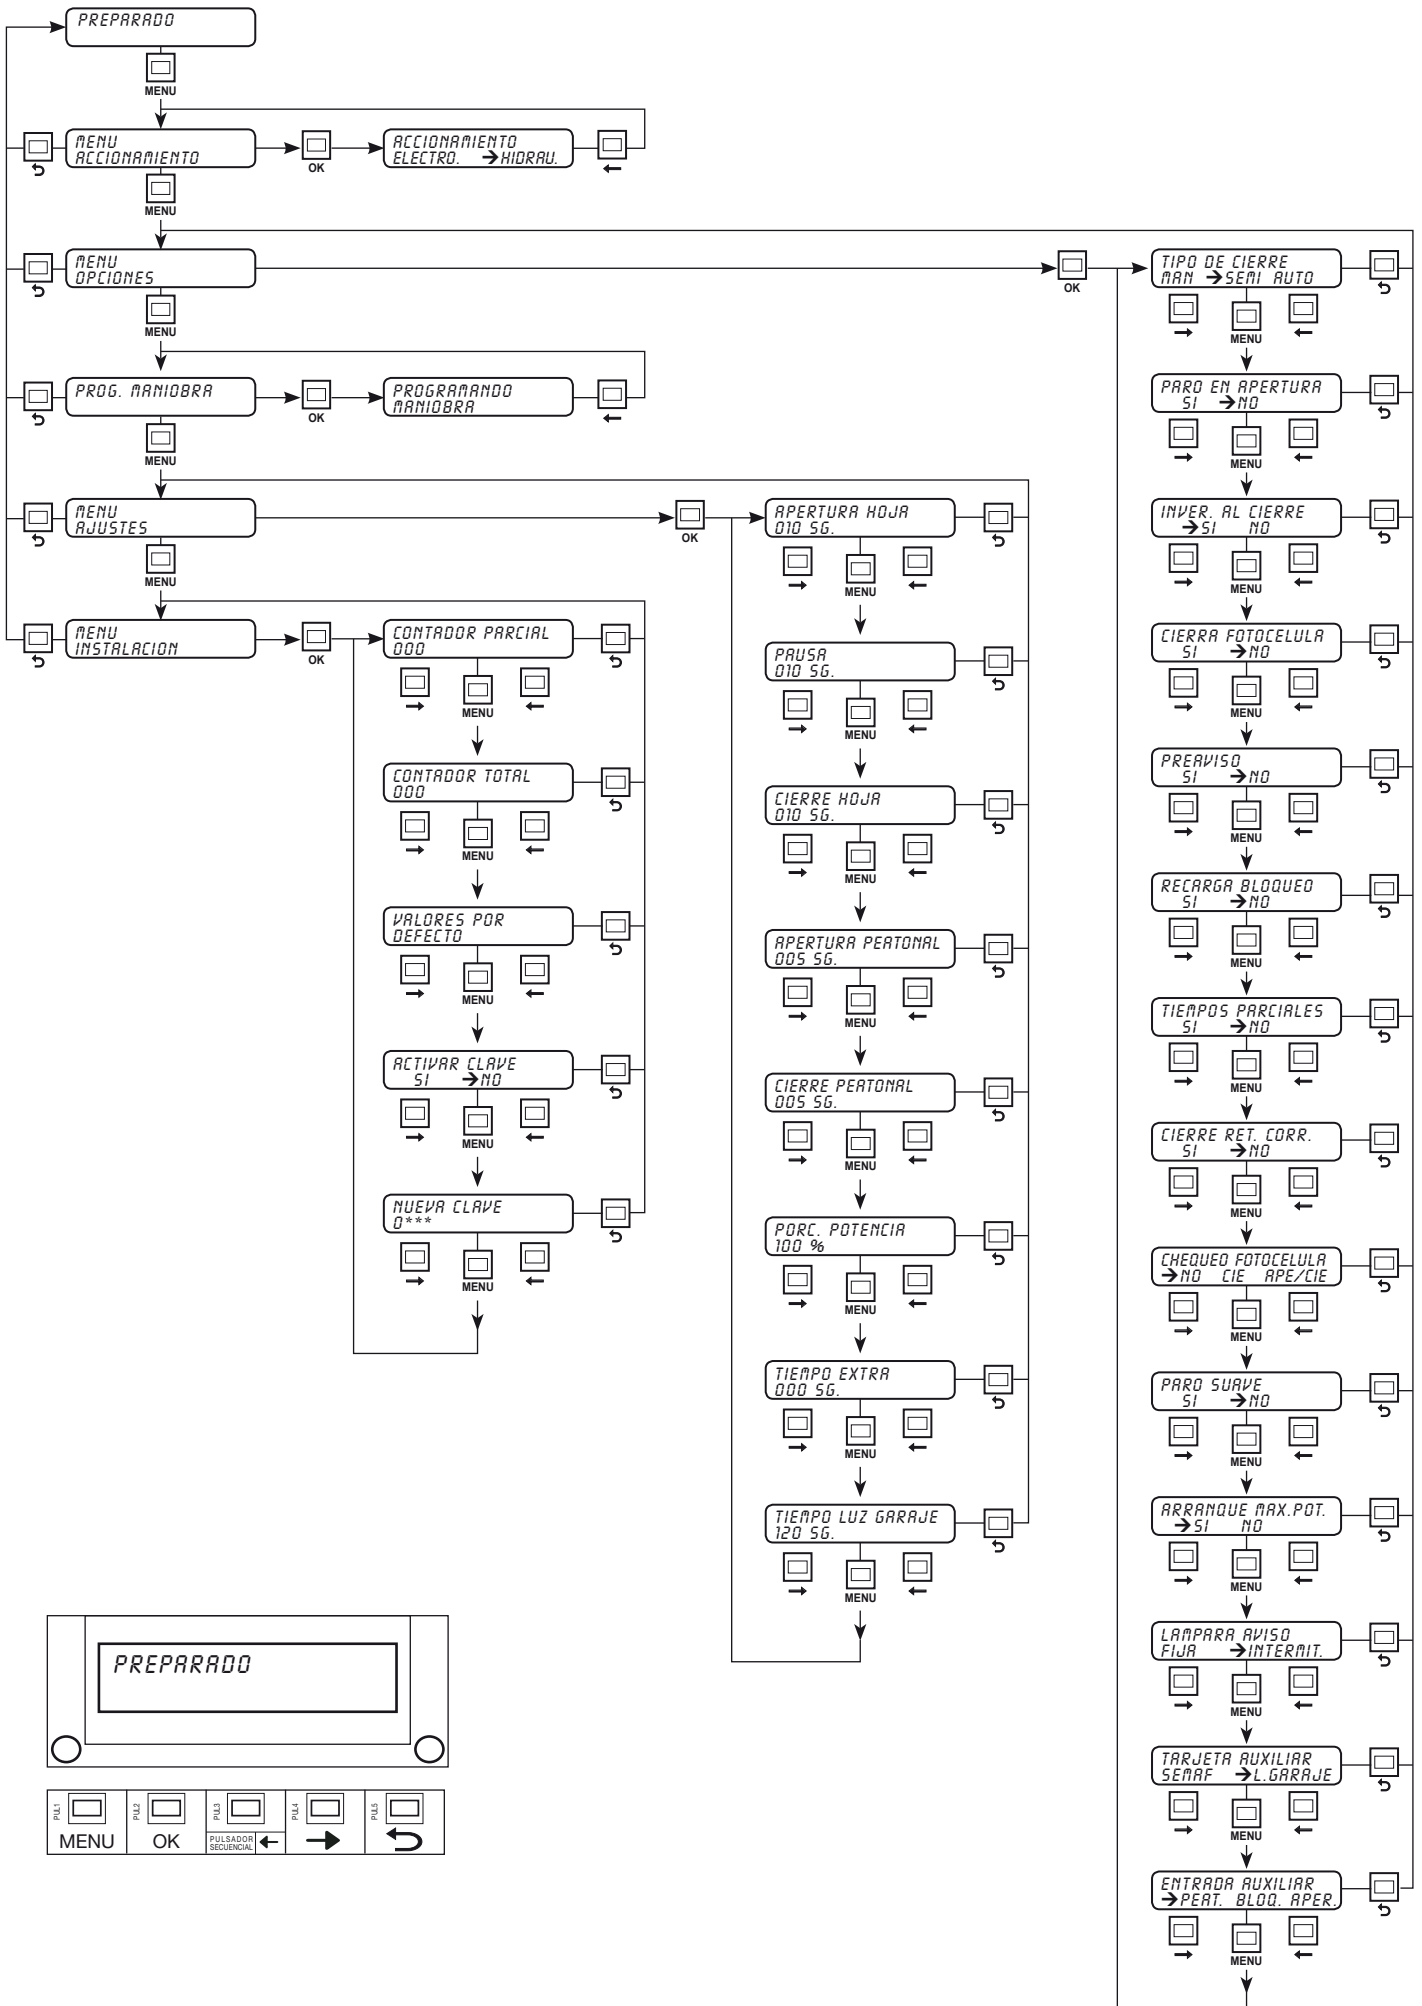 PREPARADO
MENU
MENU
ACCIONAMIENTO
OK
ACCIONAMIENTO
ELECTRO. →HIDRAU.
MENU
MENU
OPCIONES
OK
MENU
PROG. MANIOBRA
OK
PROGRAMANDO
MANIOBRA
MENU
MENU
AJUSTES
OK
MENU
MENU
INSTALACION
OK
CONTADOR PARCIAL
000
MENU
CONTADOR TOTAL
000
MENU
VALORES POR
DEFECTO
MENU
ACTIVAR CLAVE
SI →NO
MENU
NUEVA CLAVE
0***
MENU
APERTURA HOJA
010 SG.
MENU
PAUSA
010 SG.
MENU
CIERRE HOJA
010 SG.
MENU
APERTURA PEATONAL
005 SG.
MENU
CIERRE PEATONAL
005 SG.
MENU
PORC. POTENCIA
100 %
MENU
TIEMPO EXTRA
000 SG.
MENU
TIEMPO LUZ GARAJE
120 SG.
MENU
TIPO DE CIERRE
MAN →SEMI AUTO
MENU
PARO EN APERTURA
SI →NO
MENU
INVER. AL CIERRE
→SI NO
MENU
CIERRA FOTOCELULA
SI →NO
MENU
PREAVISO
SI →NO
MENU
RECARGA BLOQUEO
SI →NO
MENU
TIEMPOS PARCIALES
SI →NO
MENU
CIERRE RET. CORR.
SI →NO
MENU
CHEQUEO FOTOCELULA
→NO CIE APE/CIE
MENU
PARO SUAVE
SI →NO
MENU
ARRANQUE MAX.POT.
→SI NO
MENU
LAMPARA AVISO
FIJA →INTERMIT.
MENU
TARJETA AUXILIAR
SEMAF →L.GARAJE
MENU
ENTRADA AUXILIAR
→PEAT. BLOQ. APER.
MENU
PREPARADO
PUL1
MENU
PUL2
OK
PUL3
PULSADOR
SECUENCIAL ←
PUL4
→
PUL5